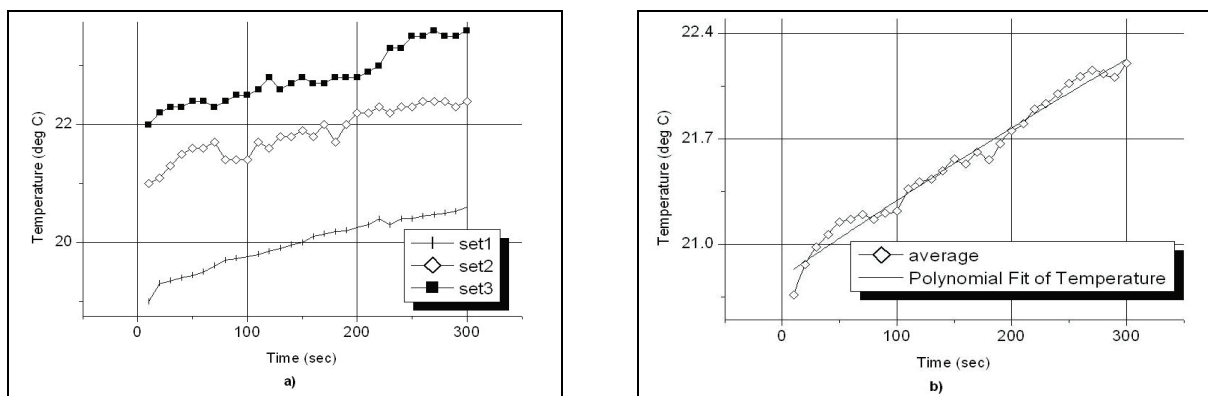 22
20
Temperature (deg C)
set1
set2
set3
0
100
200
300
Time (sec)
a)
22.4
21.7
21.0
Temperature (deg C)
average
Polynomial Fit of Temperature
0
100
200
300
Time (sec)
b)